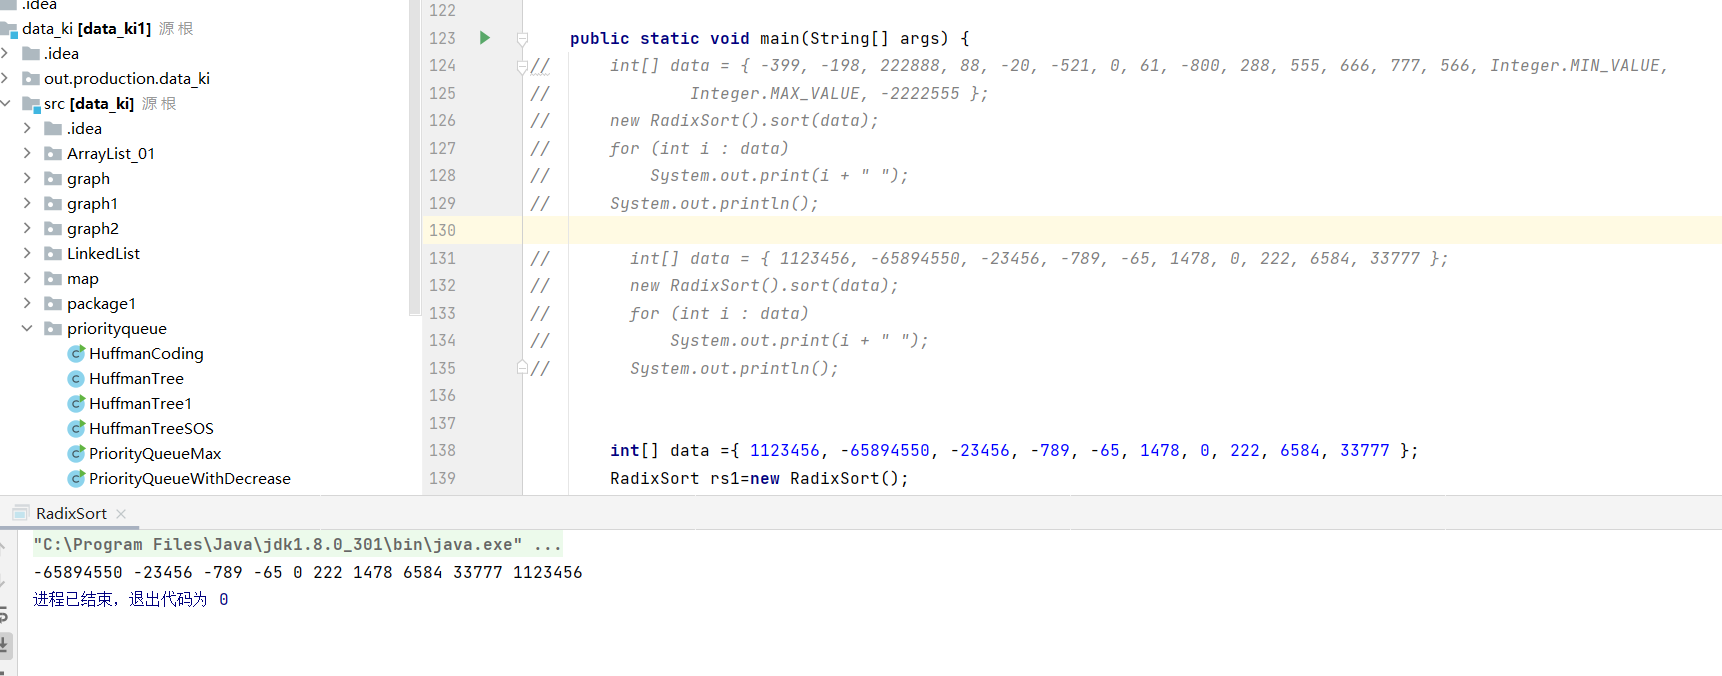 .idea
data_ki [data_ki1] 源根
.idea
out.production.data_ki
src [data_ki] 源根
.idea
ArrayList_01
graph
graph1
graph2
LinkedList
map
package1
priorityqueue
HuffmanCoding
HuffmanTree
HuffmanTree1
HuffmanTreeSOS
PriorityQueueMax
PriorityQueueWithDecrease
122
123 public static void main(String[] args) {
124 // int[] data = { -399, -198, 222888, 88, -20, -521, 0, 61, -800, 288, 555, 666, 777, 566, Integer.MIN_VALUE,
125 // Integer.MAX_VALUE, -2222555 };
126 // new RadixSort().sort(data);
127 // for (int i : data)
128 // System.out.print(i + " ");
129 // System.out.println();
130
131 // int[] data = { 1123456, -65894550, -23456, -789, -65, 1478, 0, 222, 6584, 33777 };
132 // new RadixSort().sort(data);
133 // for (int i : data)
134 // System.out.print(i + " ");
135 // System.out.println();
136
137
138 int[] data ={ 1123456, -65894550, -23456, -789, -65, 1478, 0, 222, 6584, 33777 };
139 RadixSort rs1=new RadixSort();
RadixSort
"C:\Program Files\Java\jdk1.8.0_301\bin\java.exe" ...
-65894550 -23456 -789 -65 0 222 1478 6584 33777 1123456
进程已结束，退出代码为 0